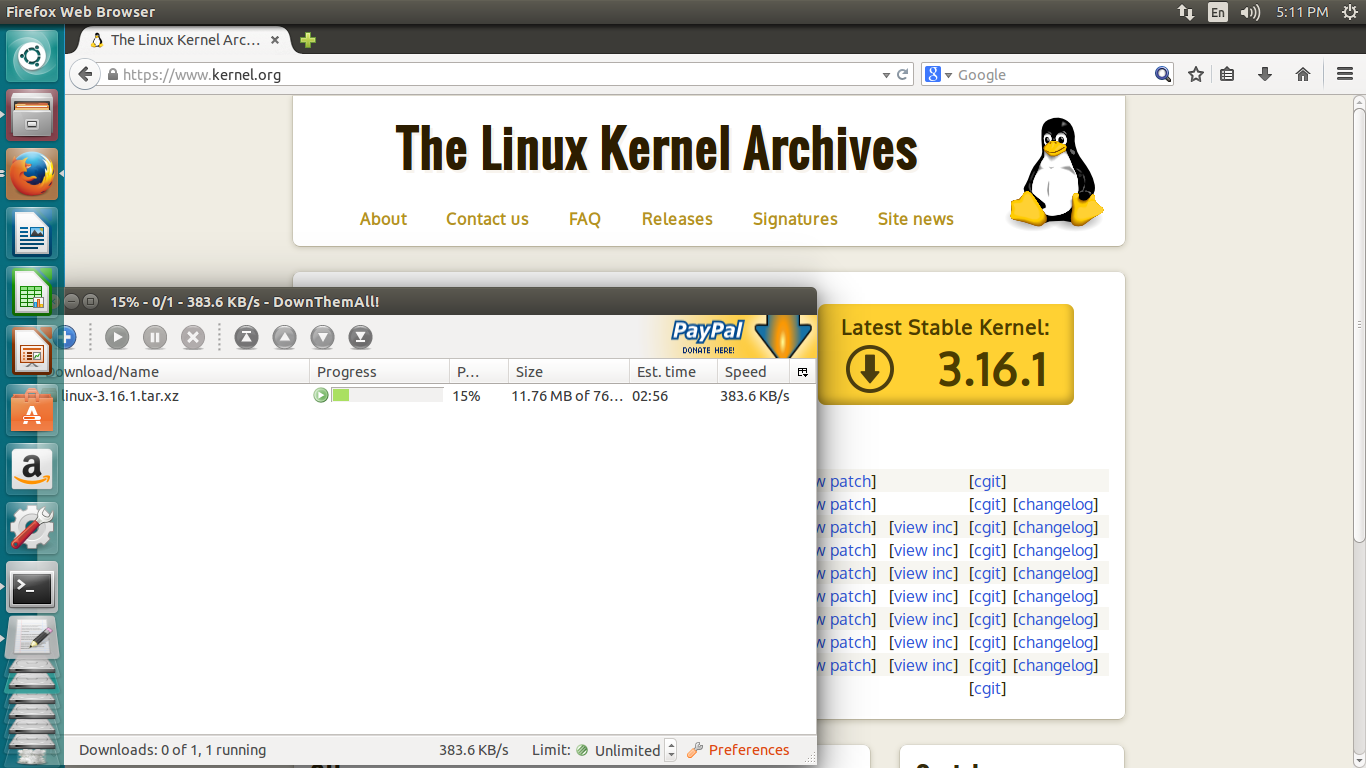 Firefox Web Browser
En
5:11 PM
The Linux Kernel Arc...
https://www.kernel.org
8
Google
The Linux Kernel Archives
About Contact us FAQ Releases Signatures Site news
15% - 0/1 - 383.6 KB/s - DownThemAll!
PayPal
DONATE HERE!
Latest Stable Kernel:
3.16.1
ownload/Name Progress P... Size Est. time Speed
linux-3.16.1.tar.xz 15% 11.76 MB of 76... 02:56 383.6 KB/s
w patch] [cgit]
w patch] [cgit] [changelog]
w patch] [view inc] [cgit] [changelog]
w patch] [view inc] [cgit] [changelog]
w patch] [view inc] [cgit] [changelog]
w patch] [view inc] [cgit] [changelog]
w patch] [view inc] [cgit] [changelog]
w patch] [view inc] [cgit] [changelog]
w patch] [view inc] [cgit] [changelog]
[cgit]
Downloads: 0 of 1, 1 running 383.6 KB/s Limit: Unlimited Preferences